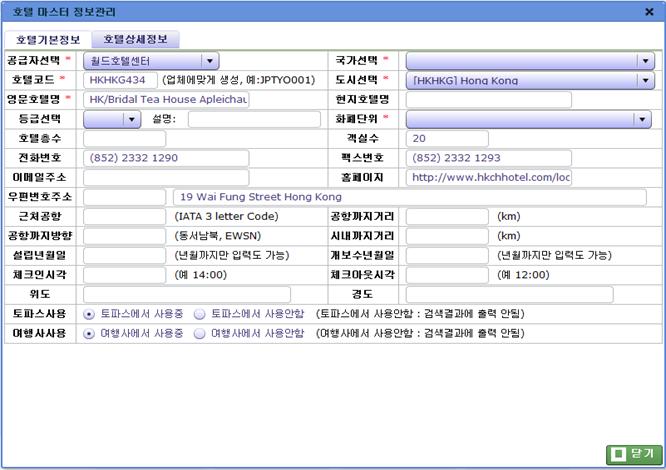 호텔 마스터 정보관리
호텔기본정보 호텔상세정보
공급자선택 * 월드호텔센터 국가선택 *
호텔코드 * HKHKG434 (업체에맞게 생성, 예:JPTYO001) 도시선택 * [HKHKG] Hong Kong
영문호텔명 * HK/Bridal Tea House Apleichau 현지호텔명
등급선택 설명: 화폐단위 *
호텔층수 객실수 20
전화번호 (852) 2332 1290 팩스번호 (852) 2332 1293
이메일주소 홈페이지 http://www.hkchhotel.com/loc
우편번호주소 19 Wai Fung Street Hong Kong
근처공항 (IATA 3 letter Code) 공항까지거리 (km)
공항까지방향 (동서남북, EWSN) 시내까지거리 (km)
설립년월일 (년월까지만 입력도 가능) 개보수년월일 (년월까지만 입력도 가능)
체크인시각 (예 14:00) 체크마웃시각 (예 12:00)
위도 경도
토파스사용 토파스에서 사용중 토파스에서 사용안함 (토파스에서 사용안함 : 검색결과에 출력 안됨)
여행사사용 여행사에서 사용중 여행사에서 사용안함 (여행사에서 사용안함 : 검색결과에 출력 안됨)
닫기